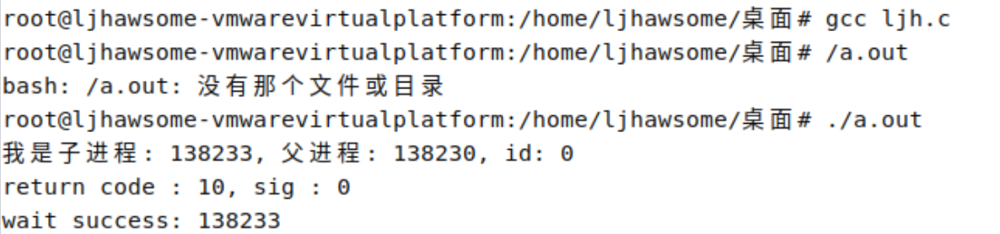 root@ljhawsome-vmwarevirtualplatform:/home/ljhawsome/桌面# gcc ljh.c
root@ljhawsome-vmwarevirtualplatform:/home/ljhawsome/桌面# /a.out
bash: /a.out: 没有那个文件或目录
root@ljhawsome-vmwarevirtualplatform:/home/ljhawsome/桌面# ./a.out
我是子进程: 138233, 父进程: 138230, id: 0
return code : 10, sig : 0
wait success: 138233